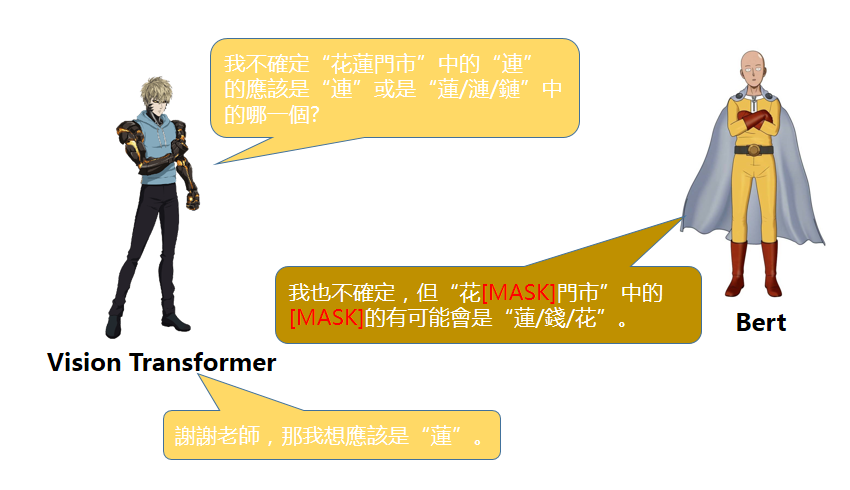 我不確定“花蓮門市”中的“連”
的應該是“連”或是“蓮/漣/鏈”中
的哪一個?
我也不確定，但“花[MASK]門市”中的
[MASK]的有可能會是“蓮/錢/花”。
Bert
Vision Transformer
謝謝老師，那我想應該是“蓮”。